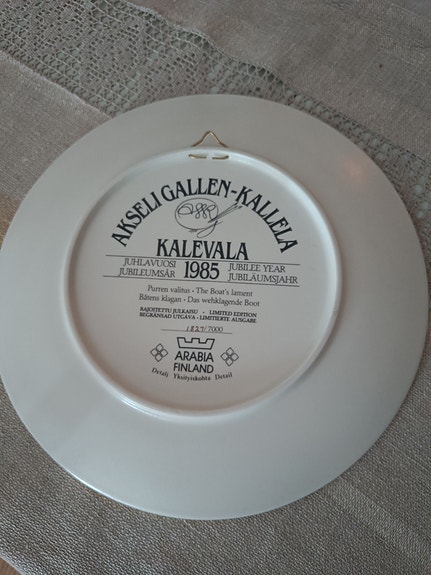 AKSELI GALLEN-KALLELA
KALEVALA
JUHLAVUOSI
JUBILEUMSÅR
1985
JUBILEE YEAR
JUBILÄUMSJAHR
Purren valitus • The Boat's lament
Båtens klagan • Das wehklagende Boot
RAJOITETTU JULKAISU • LIMITED EDITION
BEGRÄNSAD UTGÅVA • LIMITIERTE AUSGABE
1827/7000
ARABIA
FINLAND
Detalj Yksityiskohta Detail